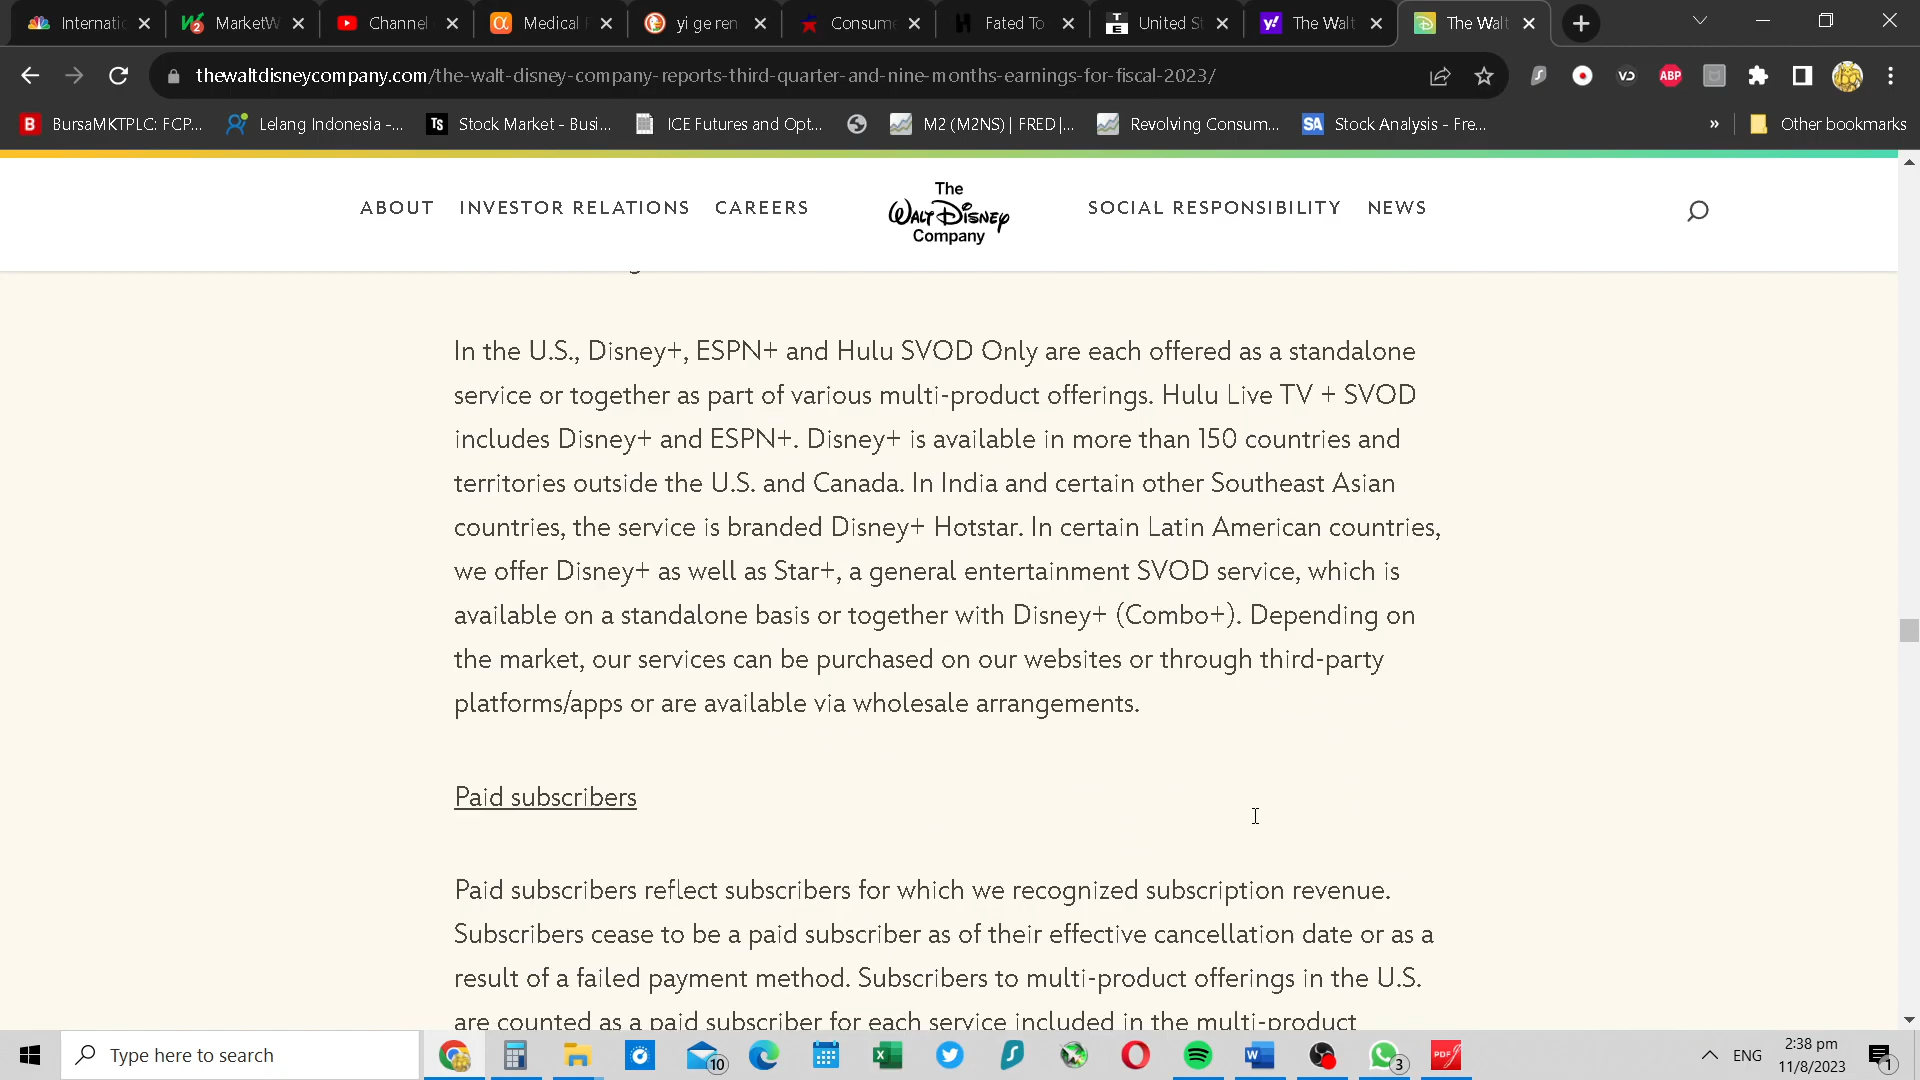 Internatio
MarketW
Channel
Medical
yi ge ren
Consume
Fated To
United St
The Walt
The Walt
thewaltdisneycompany.com/the-walt-disney-company-reports-third-quarter-and-nine-months-earnings-for-fiscal-2023/
VD
ABP
BursaMKTPLC: FCP...
Lelang Indonesia -...
Stock Market - Busi...
ICE Futures and Opt...
M2 (M2NS) | FRED |...
Revolving Consum...
Stock Analysis - Fre...
»
Other bookmarks
ABOUT
INVESTOR RELATIONS
CAREERS
The
WALT DISNEY
Company
SOCIAL RESPONSIBILITY
NEWS
In the U.S., Disney+, ESPN+ and Hulu SVOD Only are each offered as a standalone
service or together as part of various multi-product offerings. Hulu Live TV + SVOD
includes Disney+ and ESPN+. Disney+ is available in more than 150 countries and
territories outside the U.S. and Canada. In India and certain other Southeast Asian
countries, the service is branded Disney+ Hotstar. In certain Latin American countries,
we offer Disney+ as well as Star+, a general entertainment SVOD service, which is
available on a standalone basis or together with Disney+ (Combo+). Depending on
the market, our services can be purchased on our websites or through third-party
platforms/apps or are available via wholesale arrangements.
Paid subscribers
Paid subscribers reflect subscribers for which we recognized subscription revenue.
Subscribers cease to be a paid subscriber as of their effective cancellation date or as a
result of a failed payment method. Subscribers to multi-product offerings in the U.S.
are counted as a paid subscriber for each service included in the multi-product
Type here to search
10
3
PDF
ENG
2:38 pm
11/8/2023
1